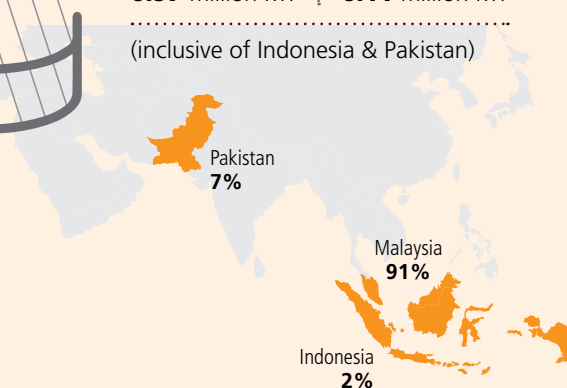 (inclusive of Indonesia & Pakistan)
Pakistan
7%
Malaysia
91%
Indonesia
2%